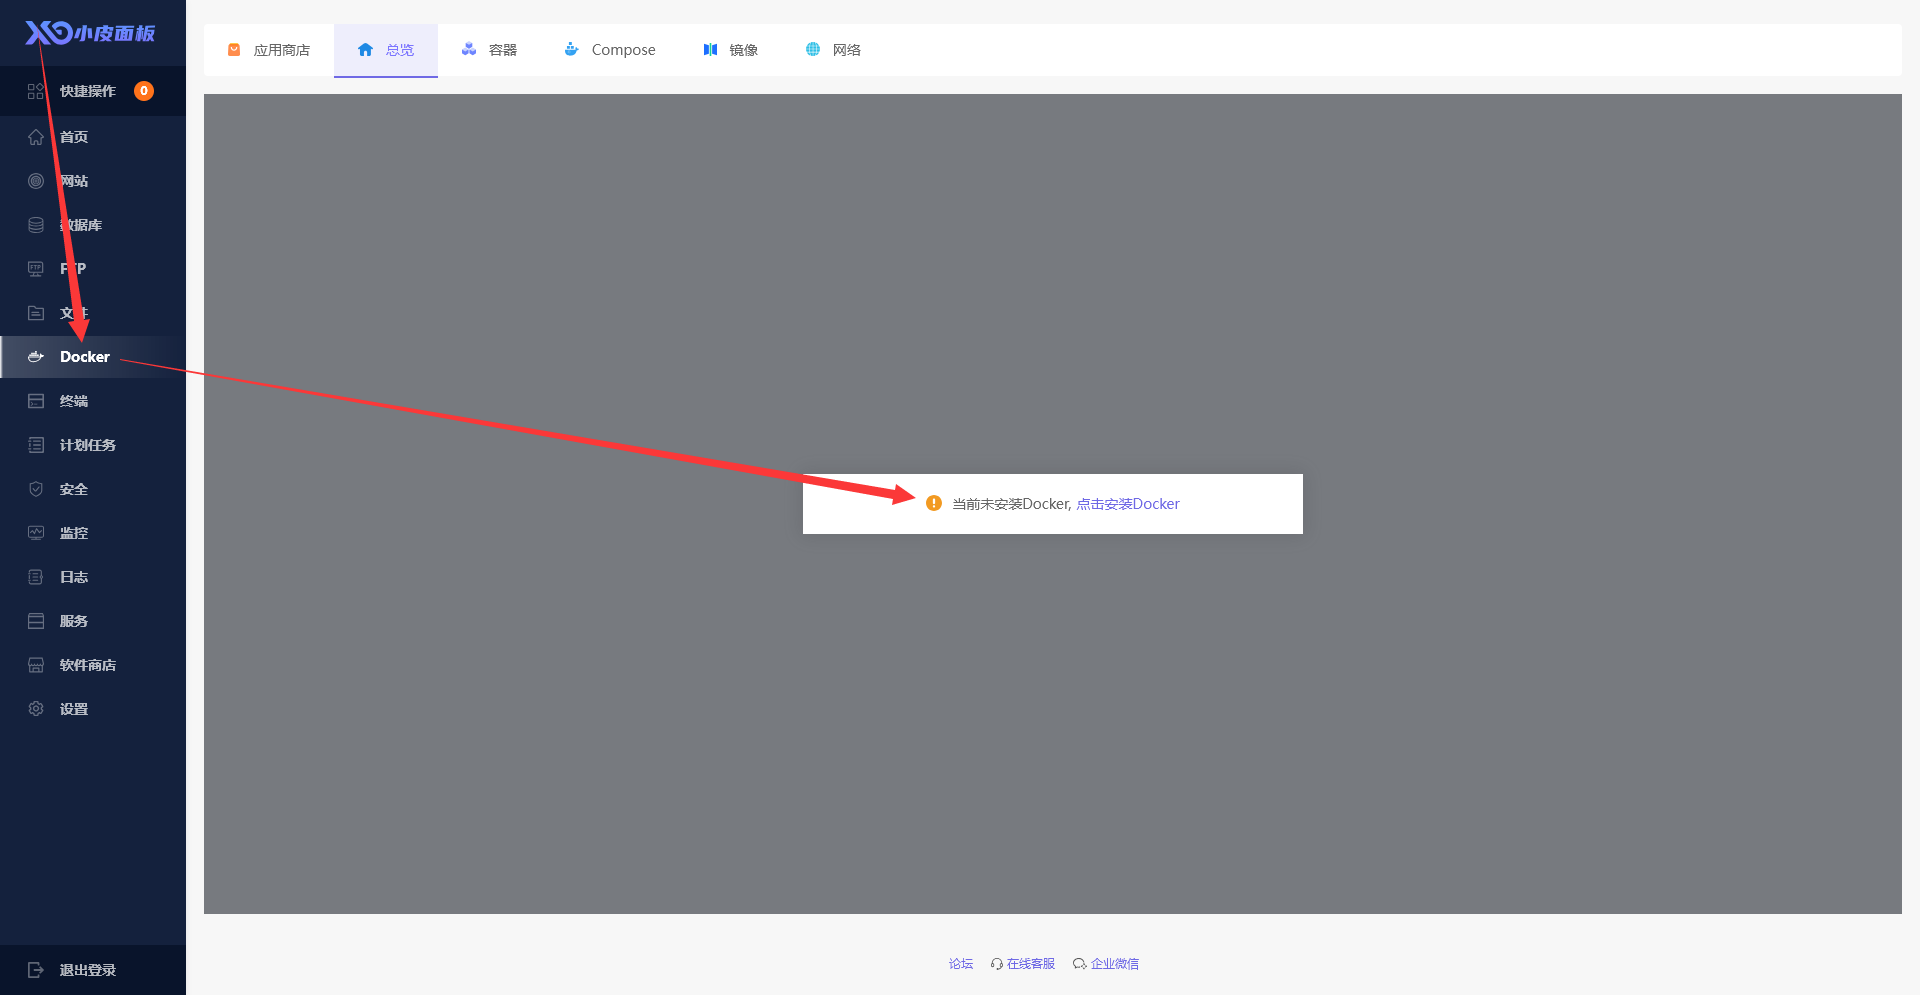 小皮面板
快捷操作 0
首页
网站
数据库
FTP
文件
Docker
终端
计划任务
安全
监控
日志
服务
软件商店
设置
退出登录
应用商店 总览 容器 Compose 镜像 网络
当前未安装Docker, 点击安装Docker
论坛 在线客服 企业微信